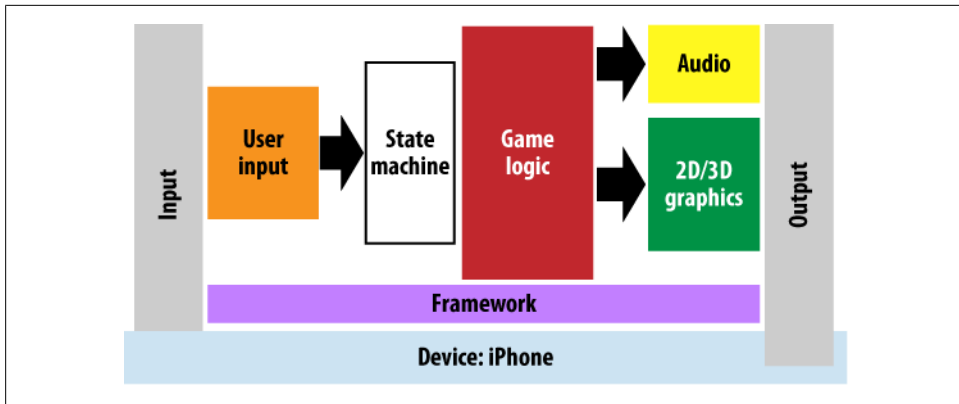 Input
User
input
State
machine
Game
logic
Audio
2D/3D
graphics
Output
Framework
Device: iPhone